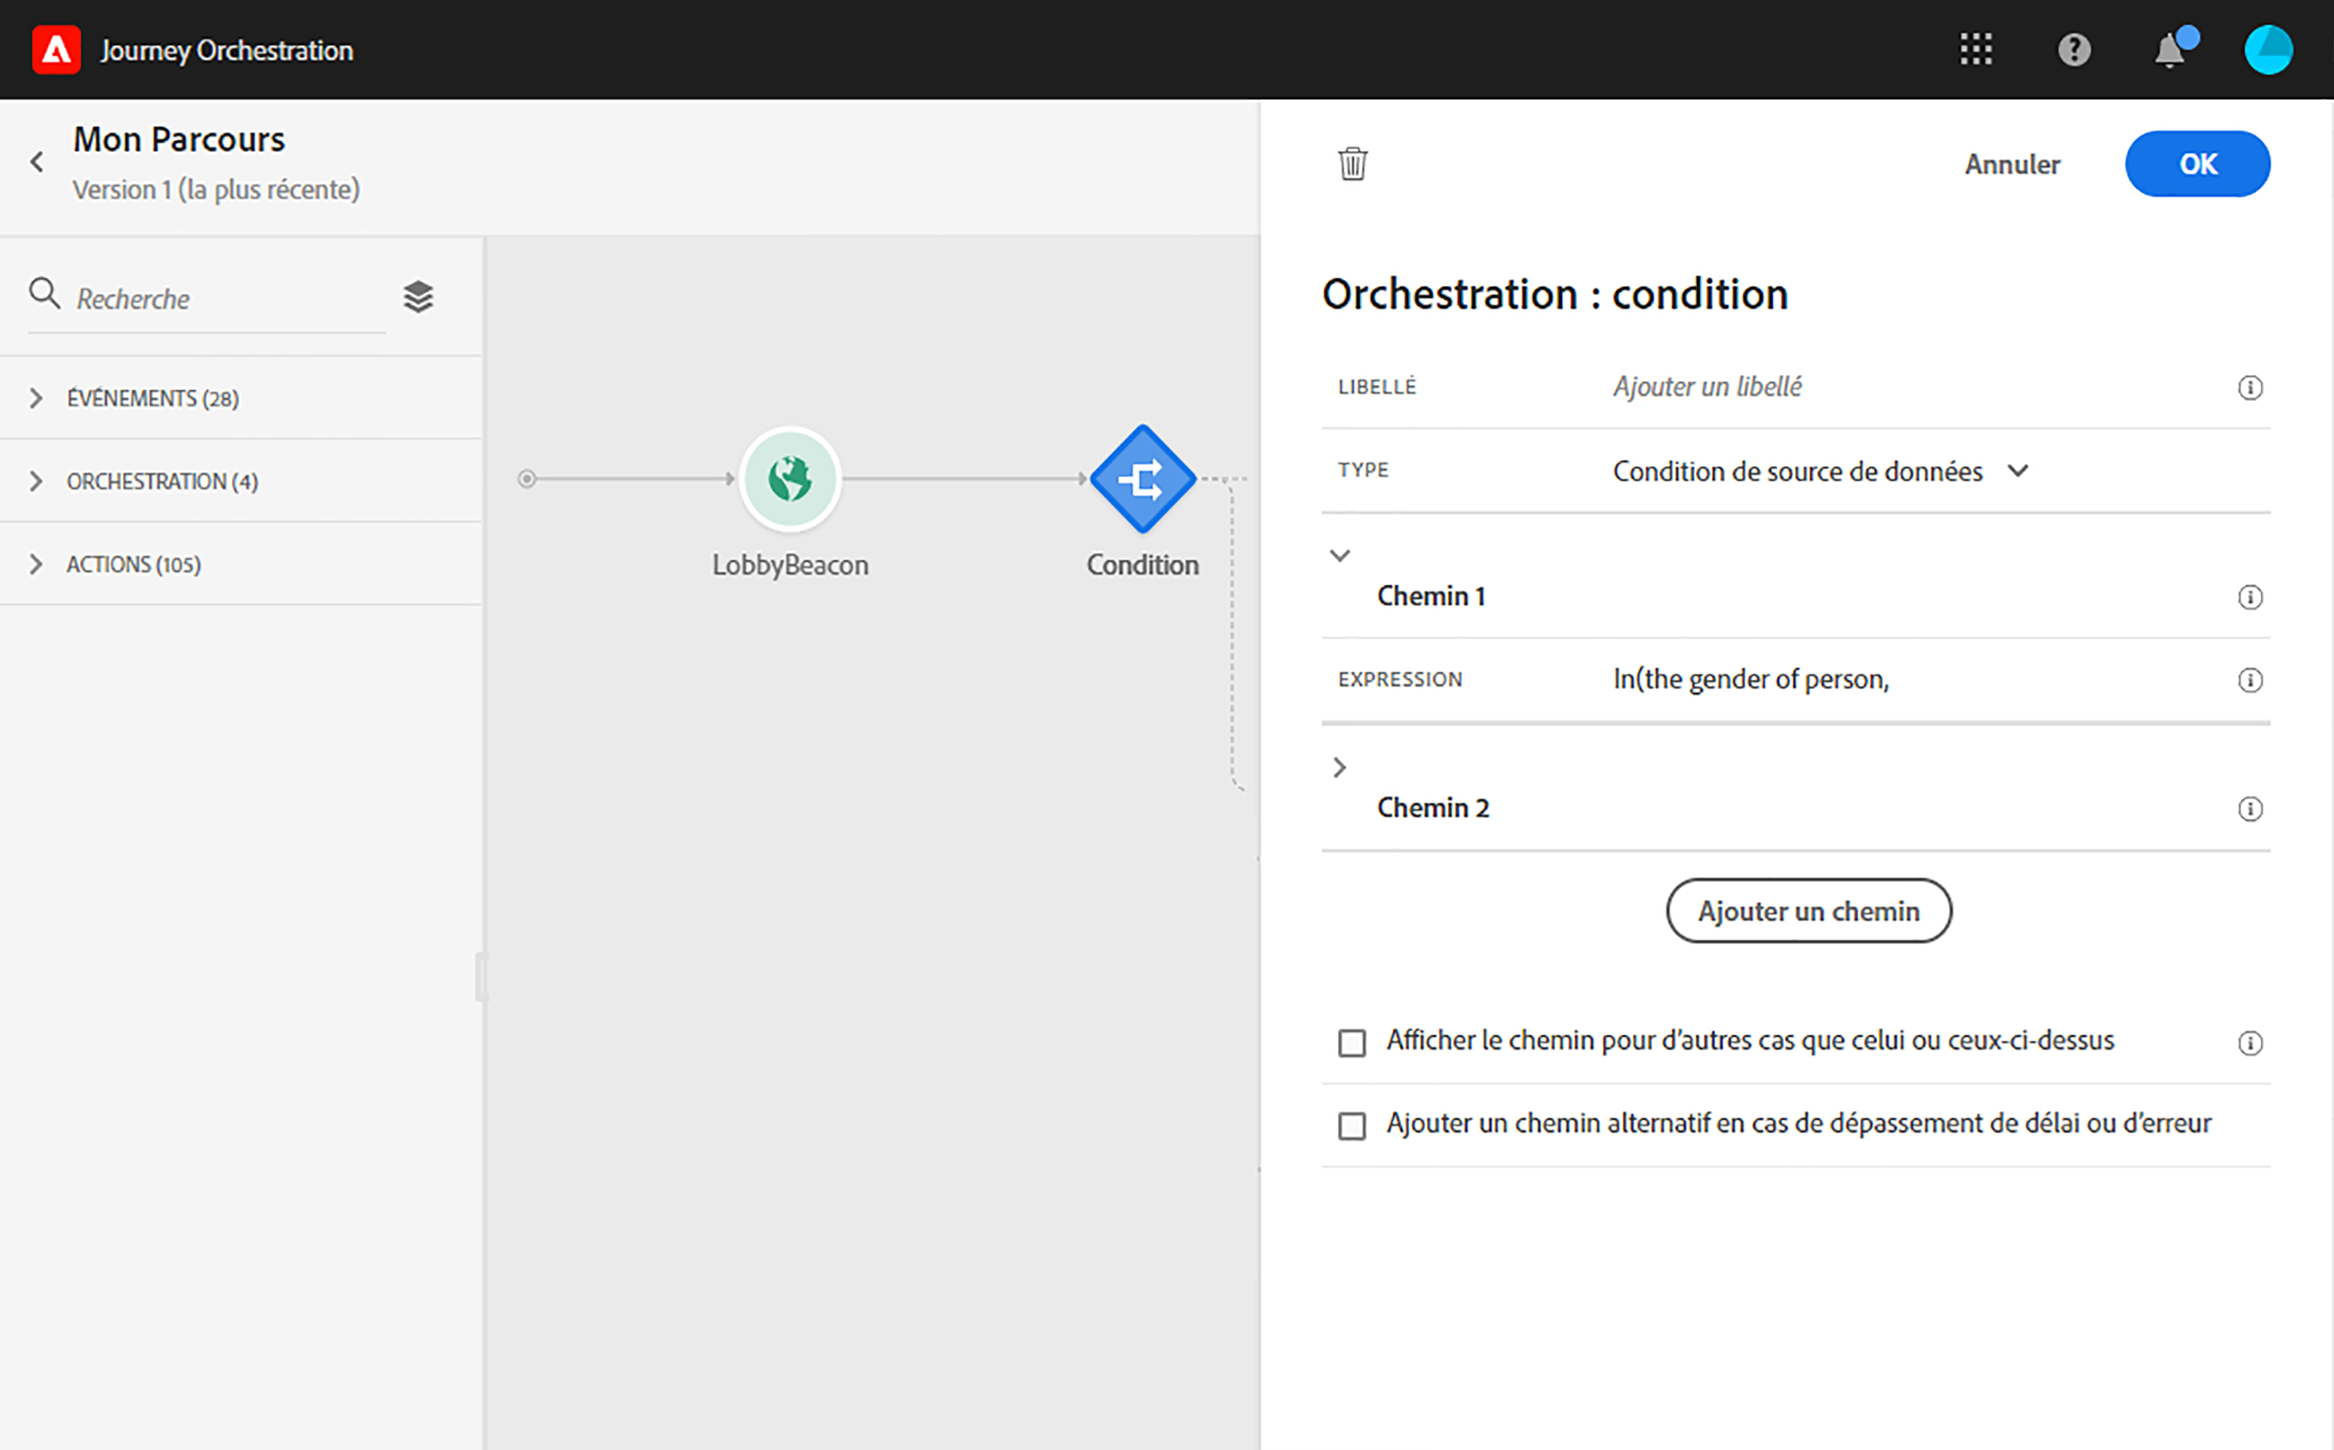 Journey Orchestration
Mon Parcours
Version 1 (la plus récente)
Recherche
ÉVÉNEMENTS (28)
ORCHESTRATION (4)
ACTIONS (105)
LobbyBeacon
Condition
Annuler
OK
Orchestration : condition
LIBELLÉ
Ajouter un libellé
TYPE
Condition de source de données
Chemin 1
EXPRESSION
In(the gender of person,
Chemin 2
Ajouter un chemin
Afficher le chemin pour d'autres cas que celui ou ceux-ci-dessus
Ajouter un chemin alternatif en cas de dépassement de délai ou d'erreur